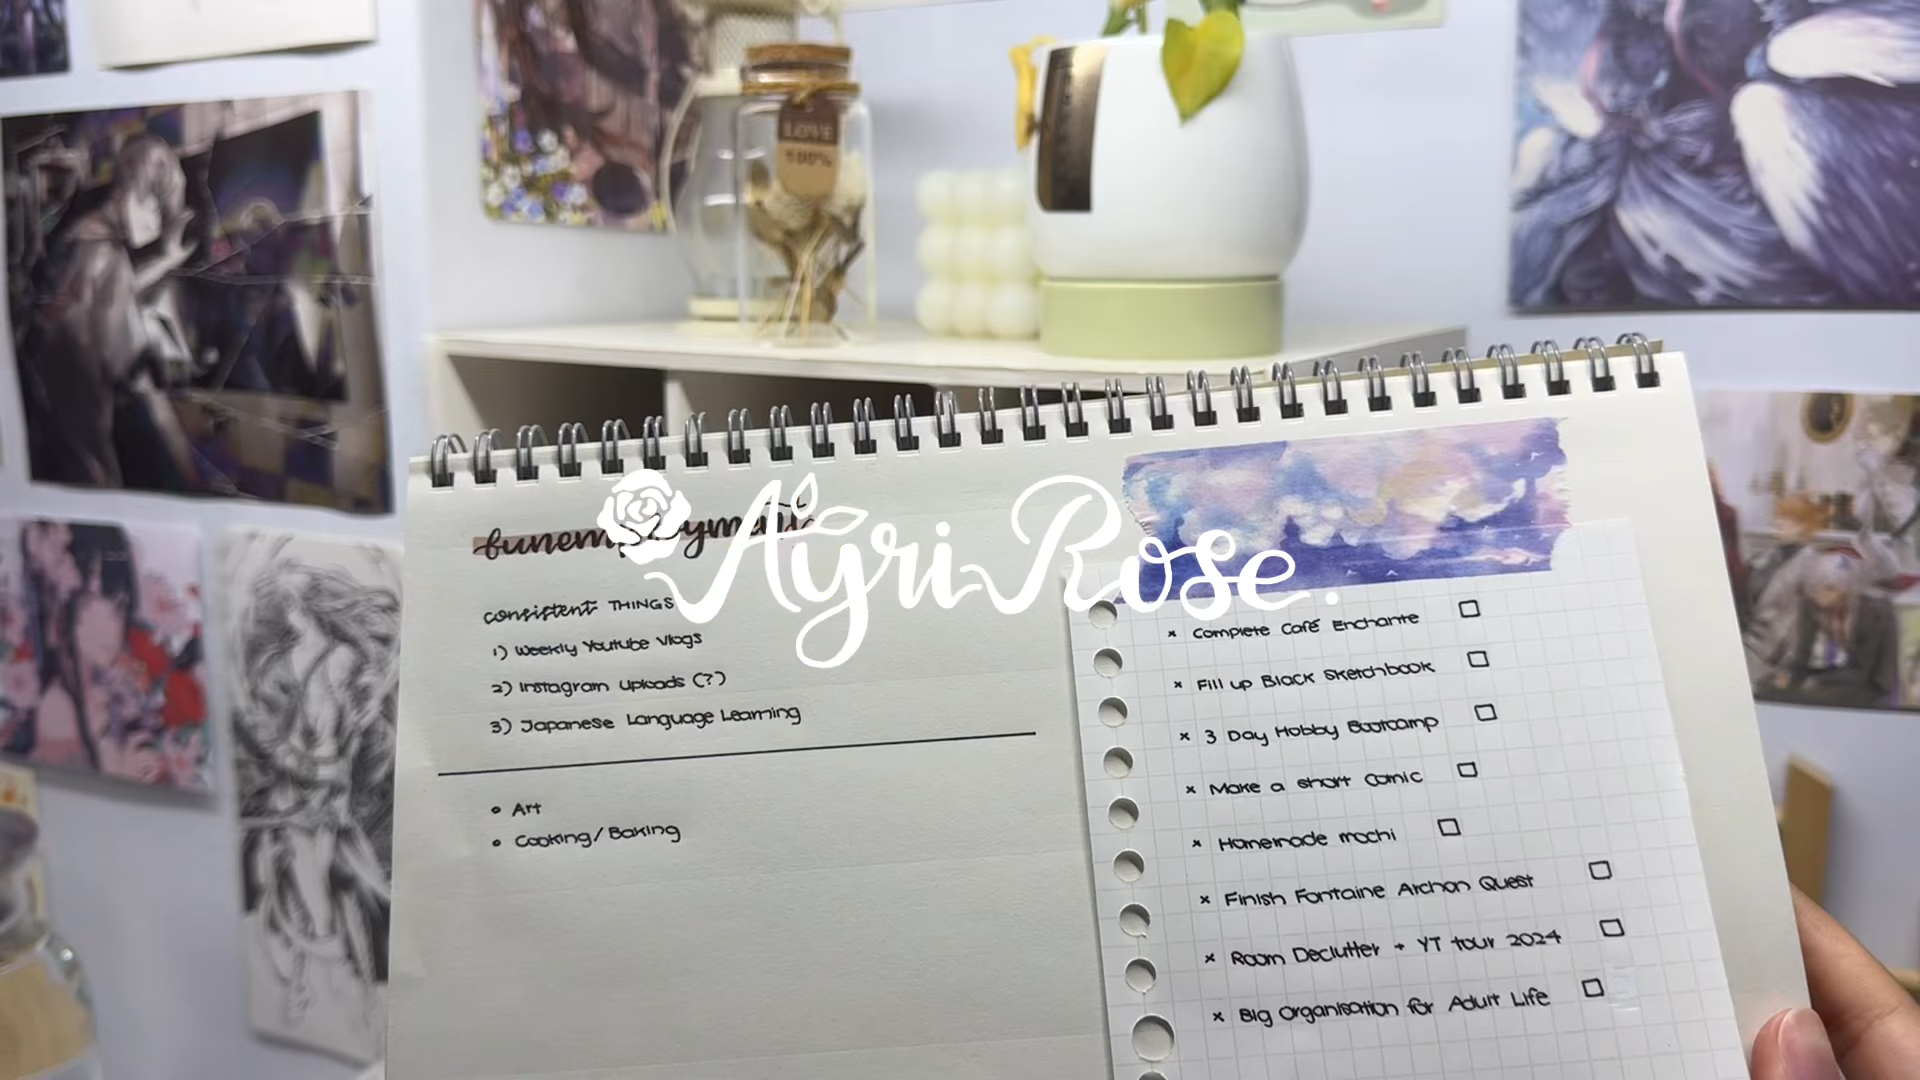 LOVE
100%
funemployment
Ayri Rose.
consistent THINGS
1) Weekly Youtube Vlogs
2) Instagram uploads (?)
3) Japanese Language Learning
• Art
• Cooking/Baking
x Complete Café Enchante
x Fill up Black Sketchbook
x 3 Day Hobby Bootcamp
x Make a short comic
x Homemade mochi
x Finish Fontaine Archon Quest
x Room Declutter + YT tour 2024
x Big organisation for Adult Life